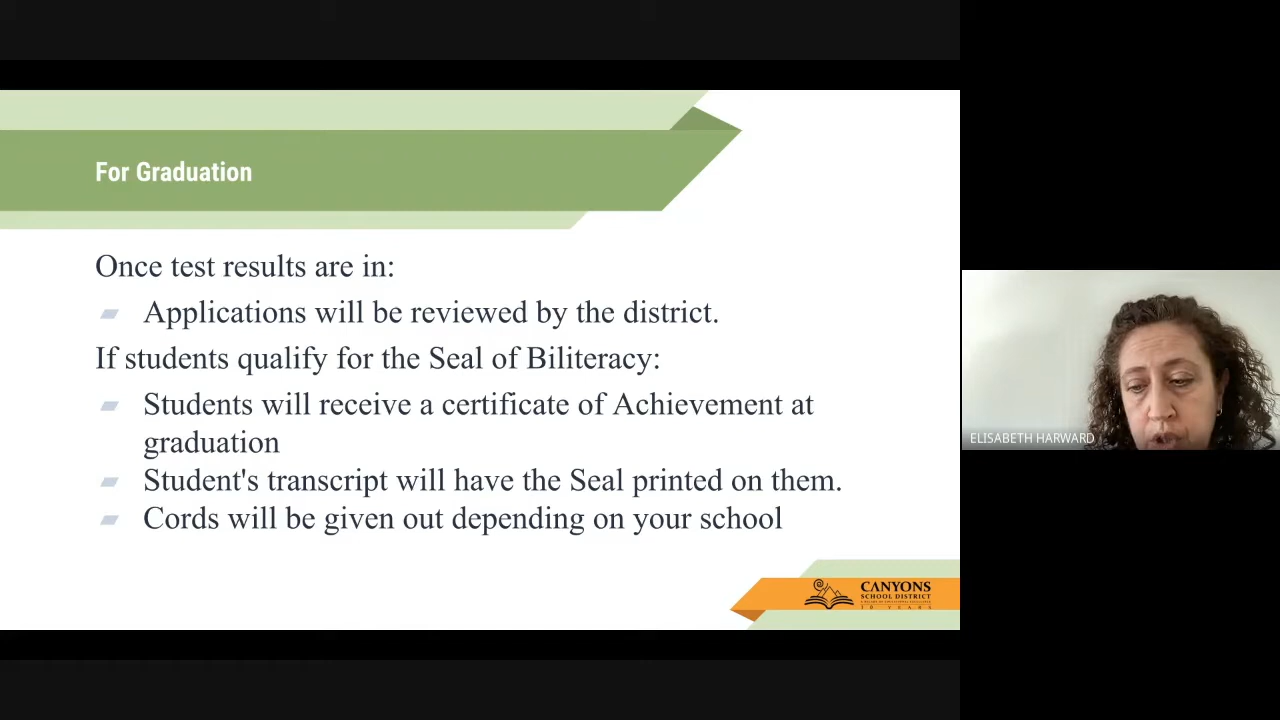 For Graduation
Once test results are in:
Applications will be reviewed by the district.
If students qualify for the Seal of Biliteracy:
Students will receive a certificate of Achievement at
graduation
Student's transcript will have the Seal printed on them.
Cords will be given out depending on your school
CANYONS
SCHOOL DISTRICT
ELISABETH HARWARD